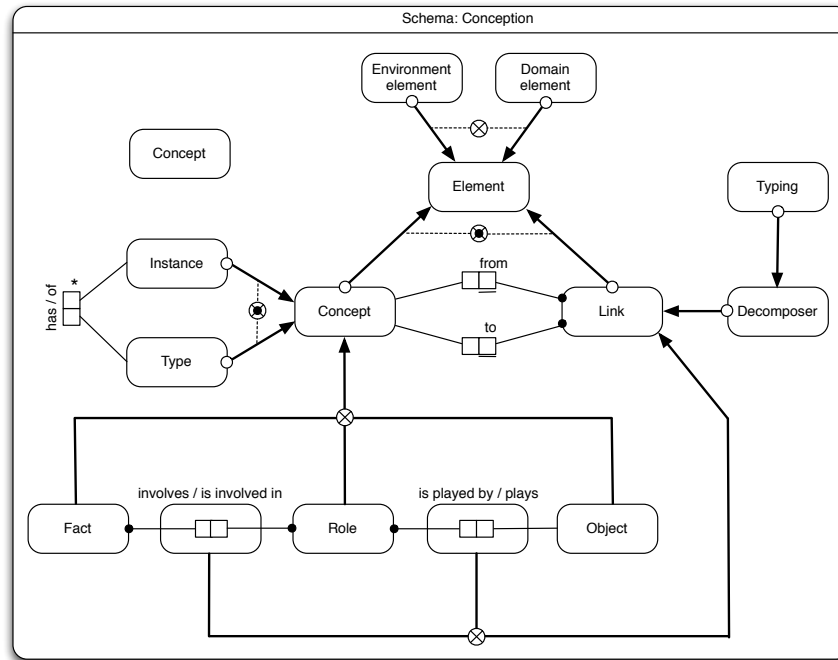 Schema: Conception
Environment
element
Domain
element
Concept
Element
Typing
Instance
from
has / of
*
Concept
Link
Decomposer
to
Type
involves / is involved in
is played by / plays
Fact
Role
Object